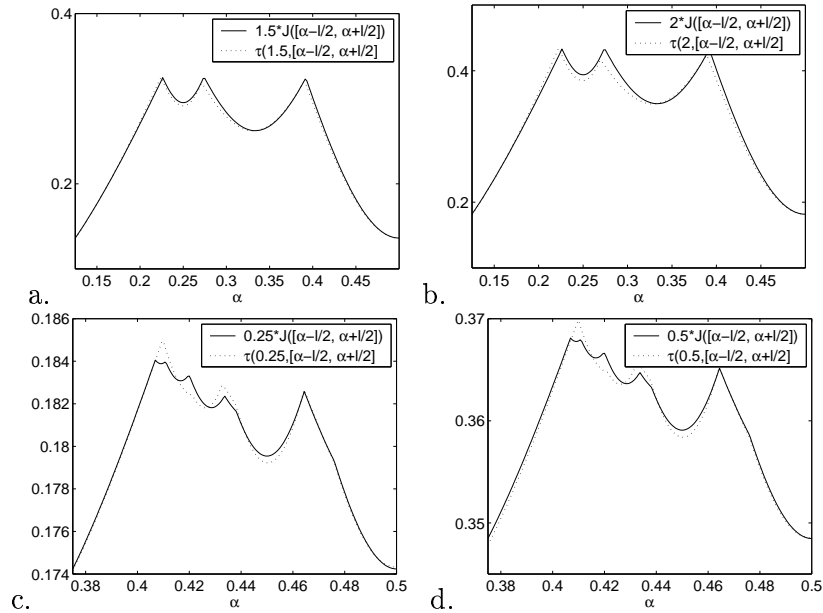 0.4
1.5*J([α−l/2, α+l/2])
τ(1.5,[α−l/2, α+l/2]
0.2
0.15 0.2 0.25 0.3 0.35 0.4 0.45
a.
α
2*J([α−l/2, α+l/2])
τ(2,[α−l/2, α+l/2]
0.4
0.2
0.15 0.2 0.25 0.3 0.35 0.4 0.45
b.
α
0.186
0.25*J([α−l/2, α+l/2])
τ(0.25,[α−l/2, α+l/2]
0.184
0.182
0.18
0.178
0.176
0.174
0.38 0.4 0.42 0.44 0.46 0.48 0.5
c.
α
0.37
0.5*J([α−l/2, α+l/2])
τ(0.5,[α−l/2, α+l/2]
0.36
0.35
0.38 0.4 0.42 0.44 0.46 0.48 0.5
d.
α